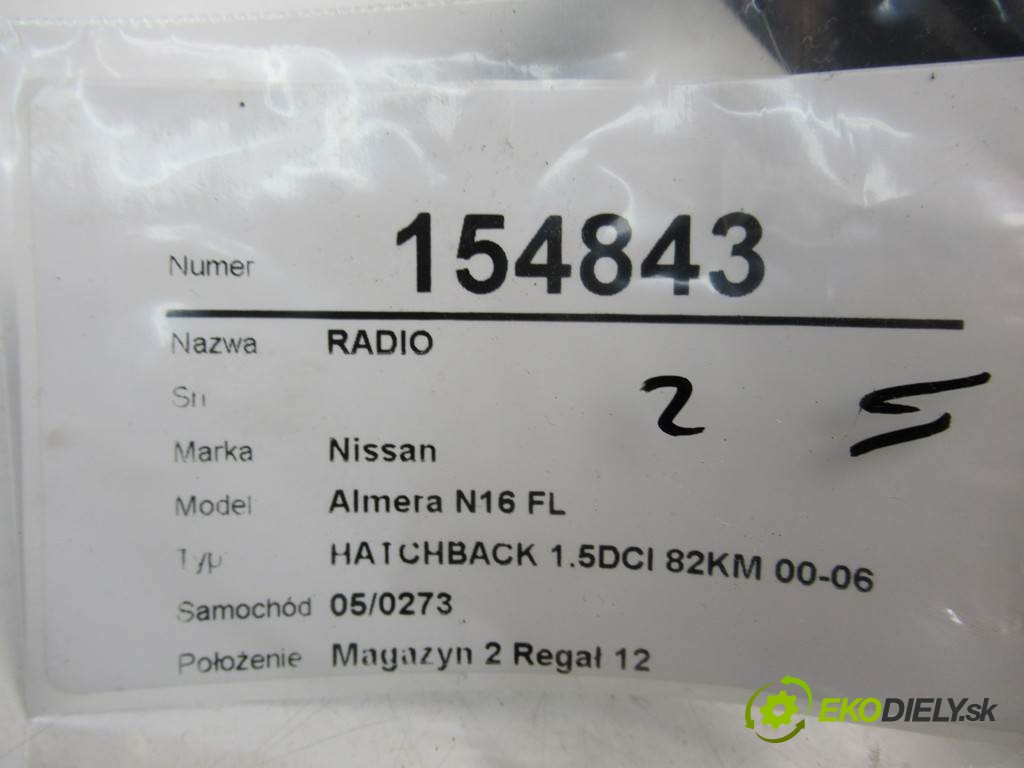 Numer 154843
Nazwa RADIO
Sn
2 5
Marka Nissan
Model Almera N16 FL
Typ HATCHBACK 1.5DCI 82KM 00-06
Samochód 05/0273
Położenie Magazyn 2 Regał 12
EKODIELY.sk